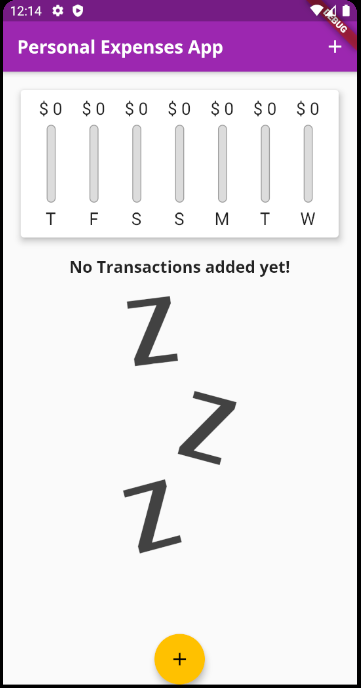 12:14
DEBUG
Personal Expenses App +
$ 0 $ 0 $ 0 $ 0 $ 0 $ 0 $ 0
T F S S M T W
No Transactions added yet!
Z
Z
Z
+